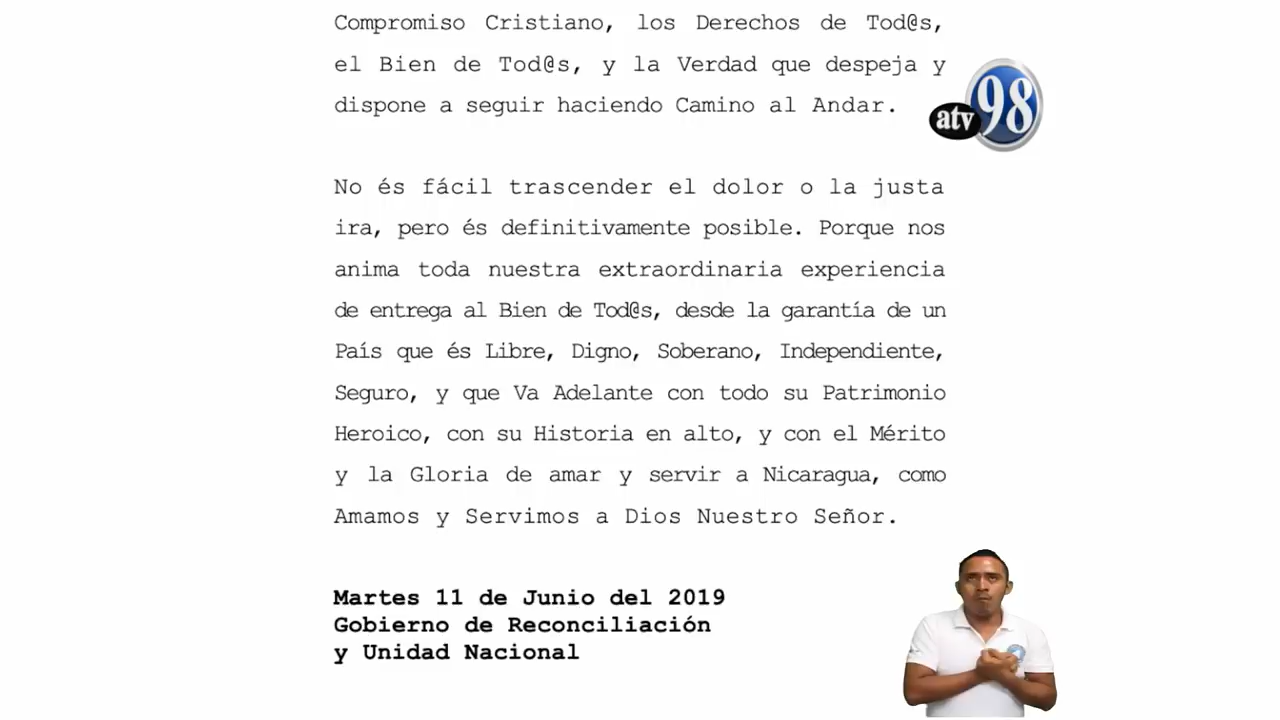 Compromiso Cristiano, los Derechos de Tod@s,
el Bien de Tod@s, y la Verdad que despeja y
dispone a seguir haciendo Camino al Andar.
atv 98
No és fácil trascender el dolor o la justa
ira, pero és definitivamente posible. Porque nos
anima toda nuestra extraordinaria experiencia
de entrega al Bien de Tod@s, desde la garantía de un
País que és Libre, Digno, Soberano, Independiente,
Seguro, y que Va Adelante con todo su Patrimonio
Heroico, con su Historia en alto, y con el Mérito
y la Gloria de amar y servir a Nicaragua, como
Amamos y Servimos a Dios Nuestro Señor.
Martes 11 de Junio del 2019
Gobierno de Reconciliación
y Unidad Nacional